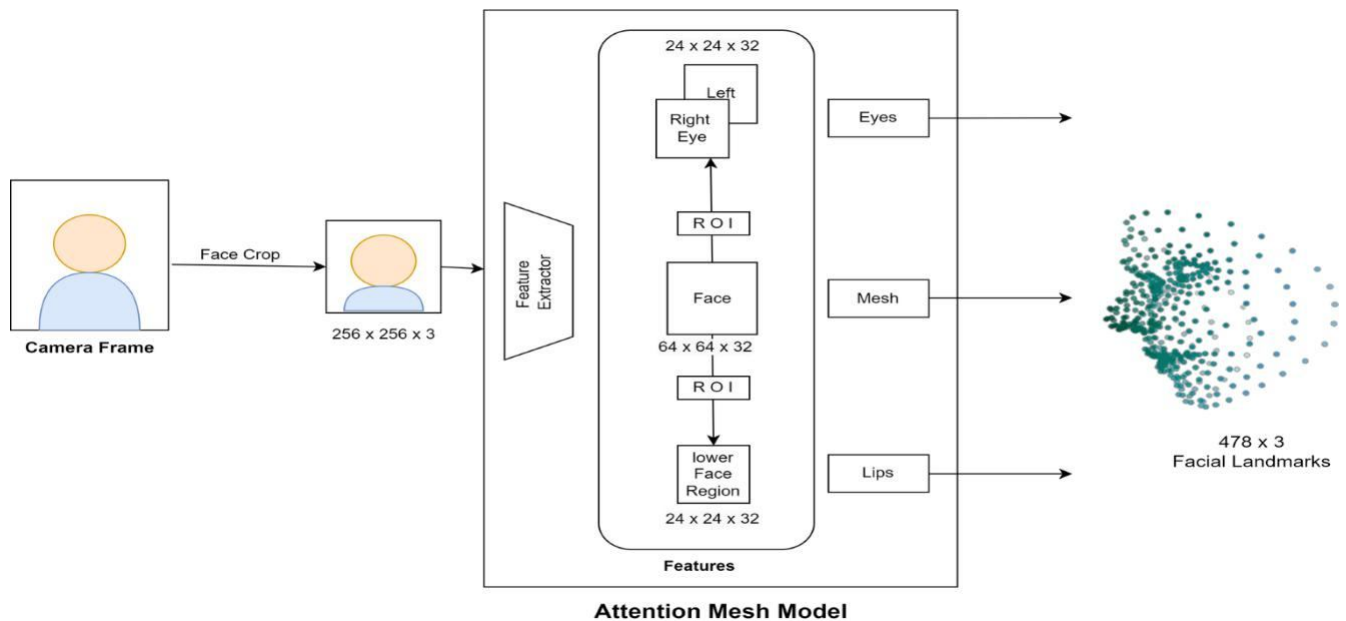 Camera Frame
Face Crop
256 x 256 x 3
Feature
Extractor
24 x 24 x 32
Left
Right
Eye
R O I
Face
64 x 64 x 32
R O I
lower
Face
Region
24 x 24 x 32
Features
Eyes
Mesh
Lips
478 x 3
Facial Landmarks
Attention Mesh Model